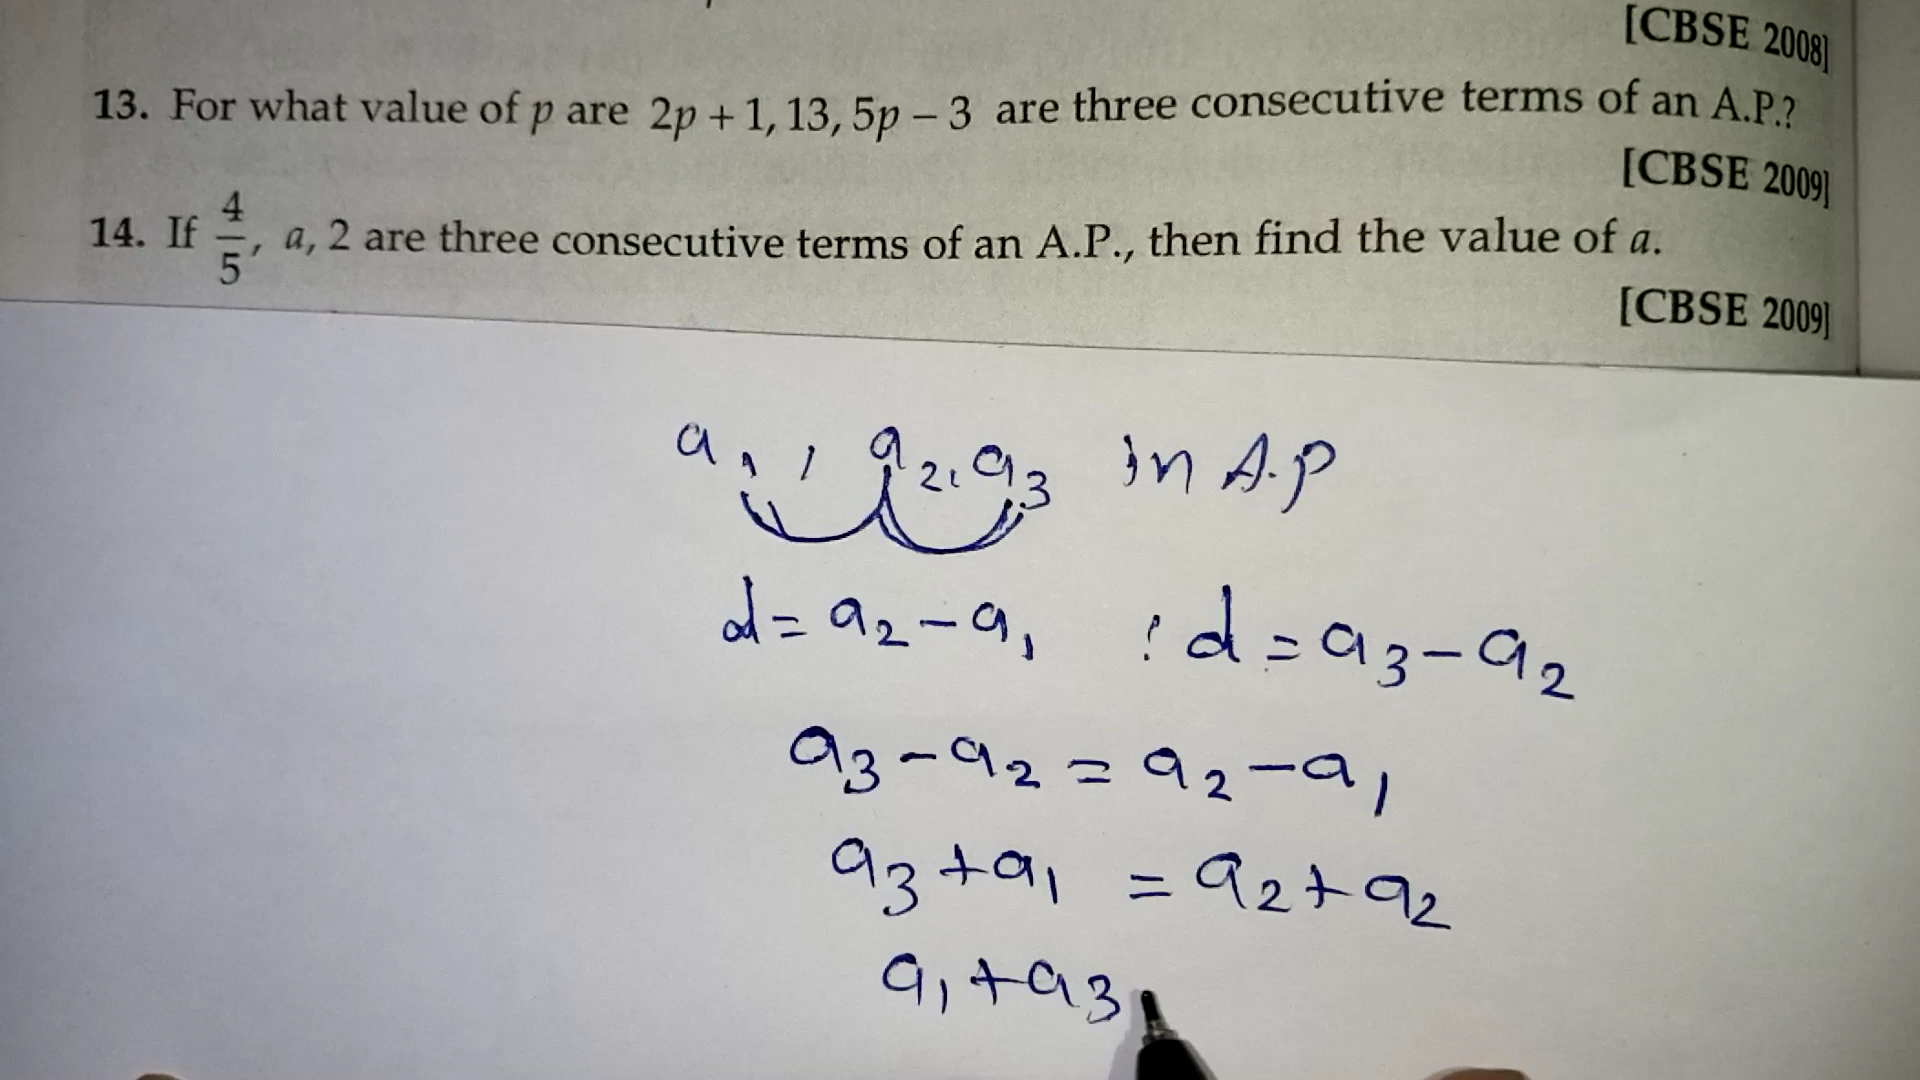 [CBSE 2008]
13. For what value of p are 2p + 1, 13, 5p – 3 are three consecutive terms of an A.P.?
[CBSE 2009]
14. If 4/5, a, 2 are three consecutive terms of an A.P., then find the value of a.
[CBSE 2009]
a₁, a₂, a₃ in A.P
d = a₂ – a₁ ; d = a₃ – a₂
a₃ – a₂ = a₂ – a₁
a₃ + a₁ = a₂ + a₂
a₁ + a₃